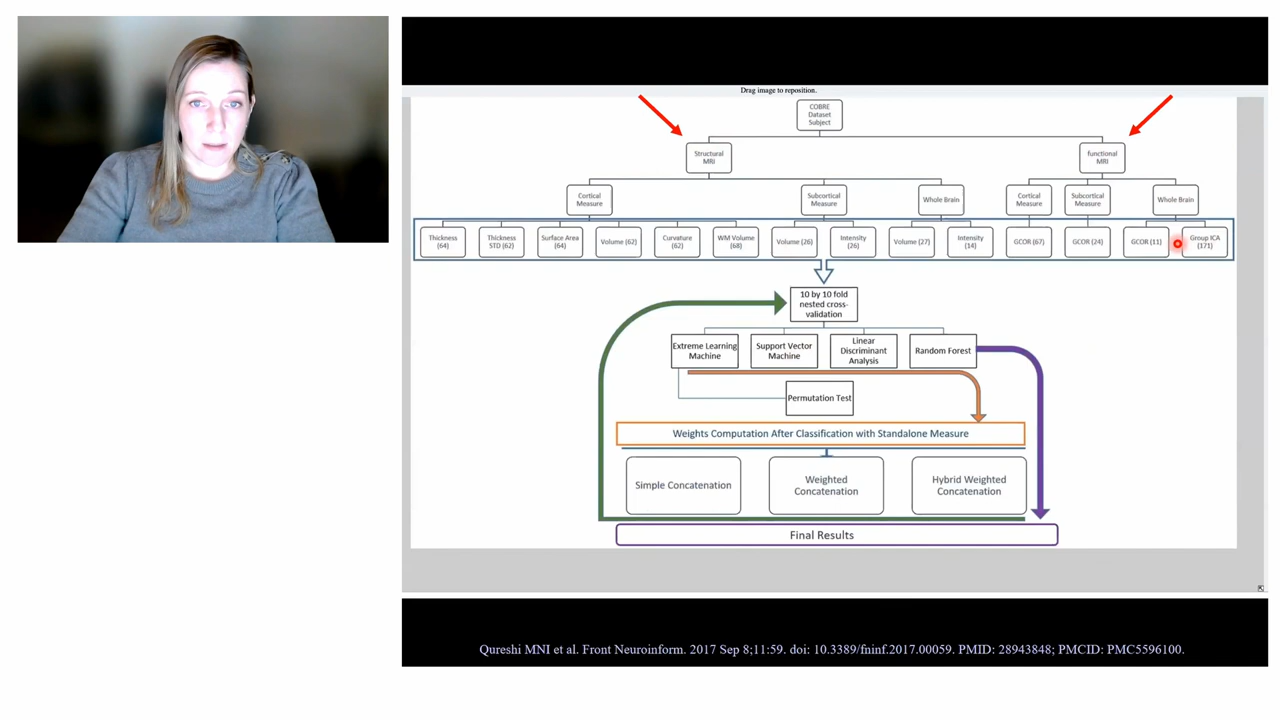 Drag image to reposition.
COBRE
Dataset
Subject
Structural
MRI
functional
MRI
Cortical
Measure
Subcortical
Measure
Whole Brain
Cortical
Measure
Subcortical
Measure
Whole Brain
Thickness
(64)
Thickness
STD (62)
Surface Area
(64)
Volume (62)
Curvature
(62)
WM Volume
(68)
Volume (26)
Intensity
(26)
Volume (27)
Intensity
(14)
GCOR (67)
GCOR (24)
GCOR (11)
Group ICA
(171)
10 by 10 fold
nested cross-
validation
Extreme Learning
Machine
Support Vector
Machine
Linear
Discriminant
Analysis
Random Forest
Permutation Test
Weights Computation After Classification with Standalone Measure
Simple Concatenation
Weighted
Concatenation
Hybrid Weighted
Concatenation
Final Results
Qureshi MNI et al. Front Neuroinform. 2017 Sep 8;11:59. doi: 10.3389/fninf.2017.00059. PMID: 28943848; PMCID: PMC5596100.